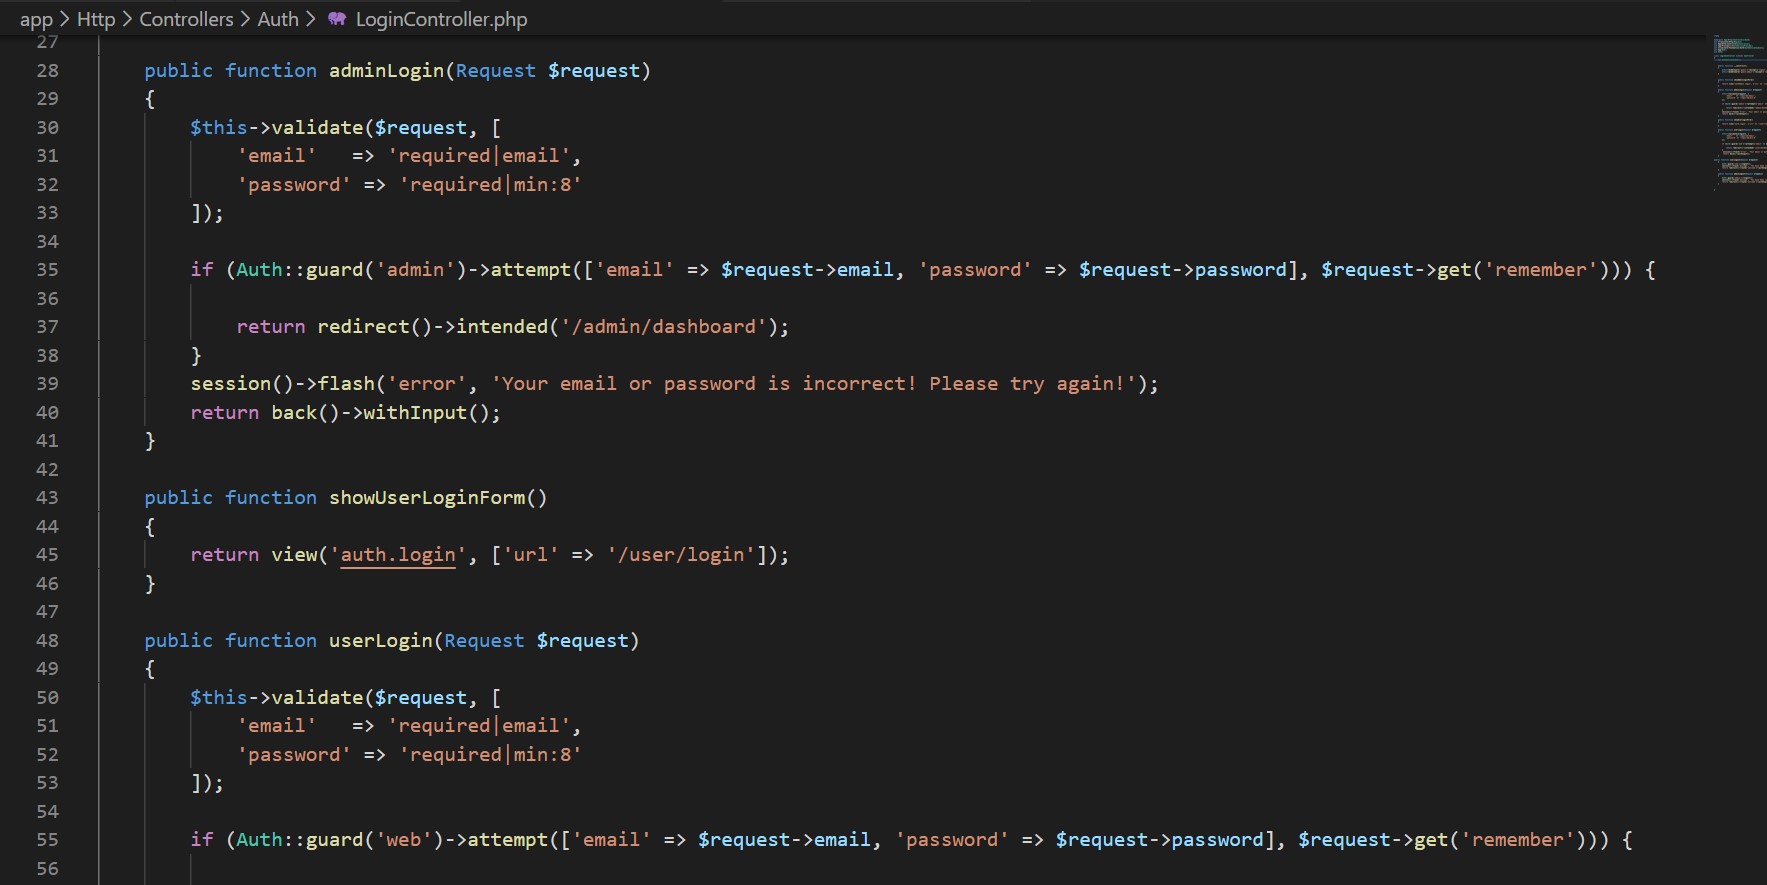 app > Http > Controllers > Auth > LoginController.php
27
28 public function adminLogin(Request $request)
29 {
30 $this->validate($request, [
31 'email' => 'required|email',
32 'password' => 'required|min:8'
33 ]);
34
35 if (Auth::guard('admin')->attempt(['email' => $request->email, 'password' => $request->password], $request->get('remember'))) {
36
37 return redirect()->intended('/admin/dashboard');
38 }
39 session()->flash('error', 'Your email or password is incorrect! Please try again!');
40 return back()->withInput();
41 }
42
43 public function showUserLoginForm()
44 {
45 return view('auth.login', ['url' => '/user/login']);
46 }
47
48 public function userLogin(Request $request)
49 {
50 $this->validate($request, [
51 'email' => 'required|email',
52 'password' => 'required|min:8'
53 ]);
54
55 if (Auth::guard('web')->attempt(['email' => $request->email, 'password' => $request->password], $request->get('remember'))) {
56